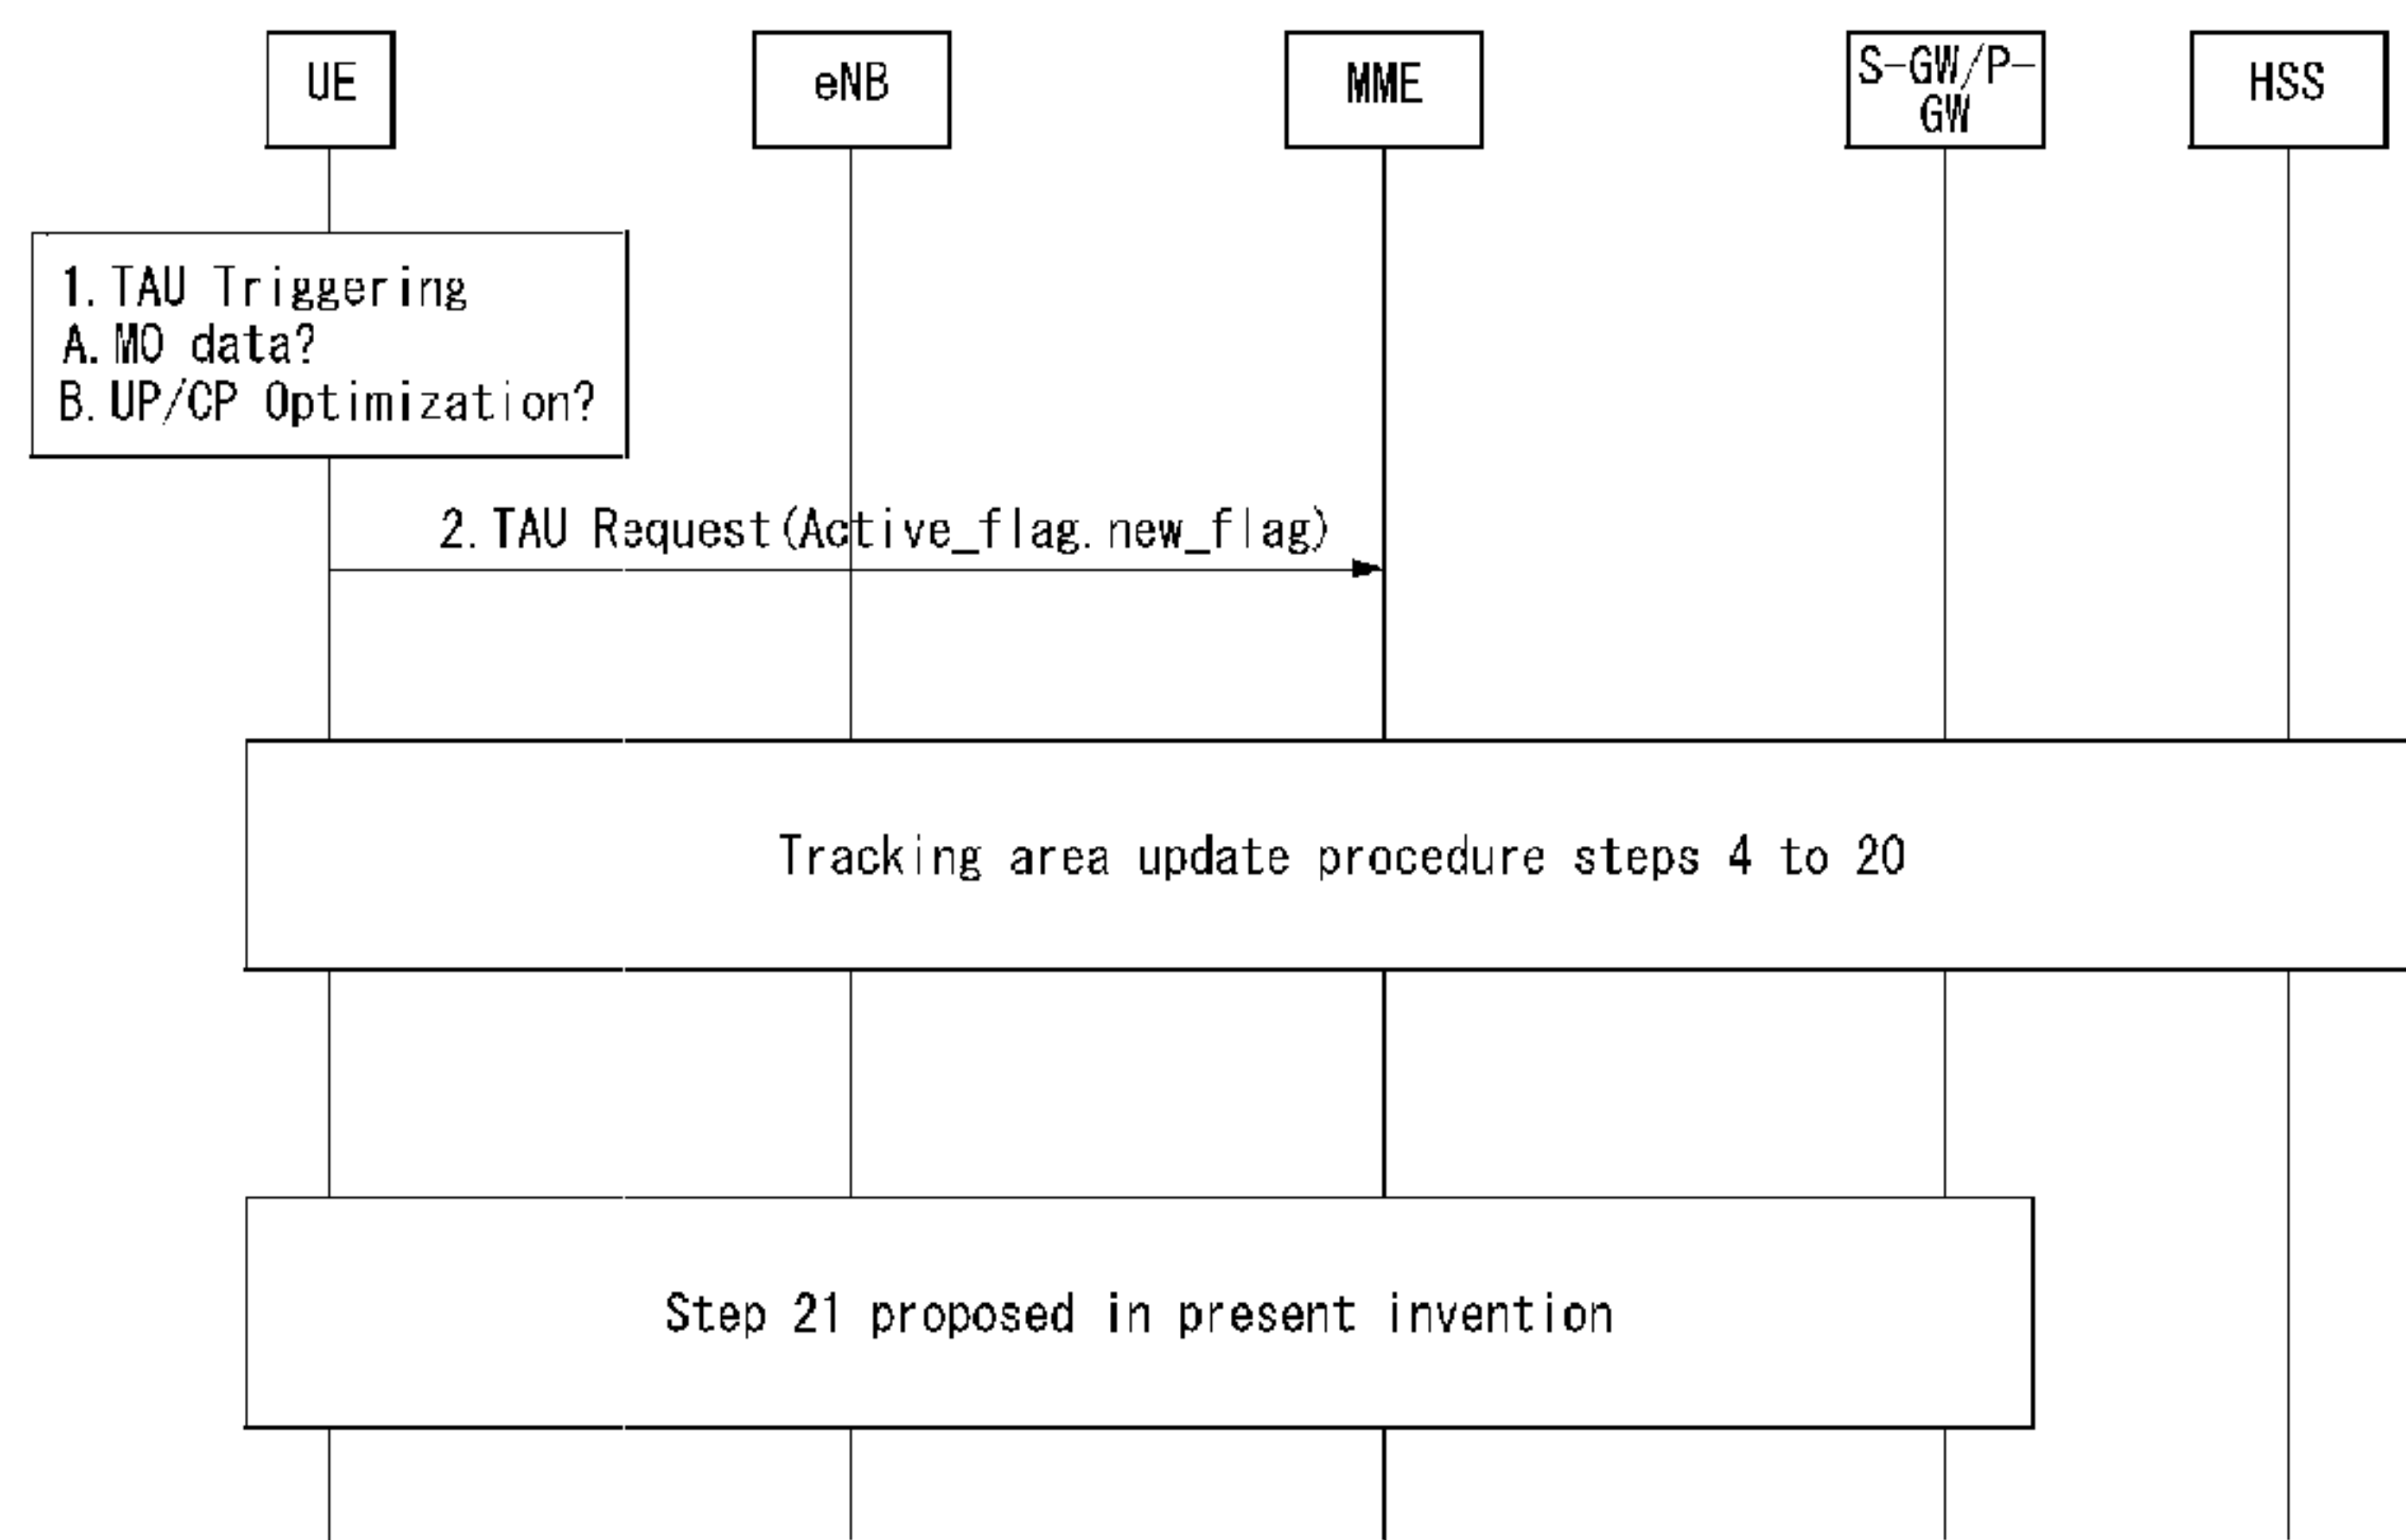 UE
eNB
MME
S-GW/P-
GW
HSS
1. TAU Triggering
A. MO data?
B. UP/CP Optimization?
2. TAU Request(Active_flag.new_flag)
Tracking area update procedure steps 4 to 20
Step 21 proposed in present invention